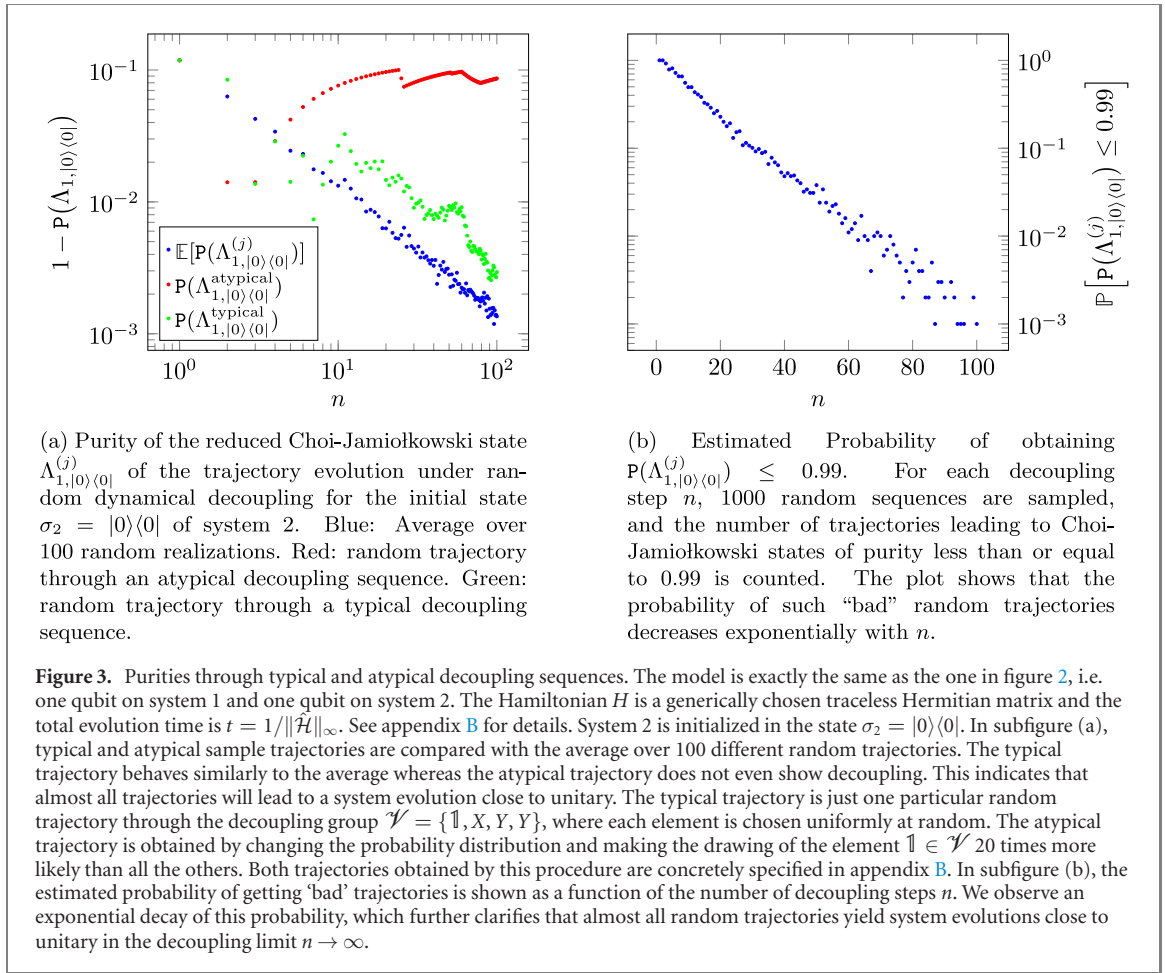 10⁻¹
10⁻²
10⁻³
1 − P(Λ_{1,|0⟩⟨0|})
𝔼[P(Λ^{(j)}_{1,|0⟩⟨0|})]
P(Λ^{atypical}_{1,|0⟩⟨0|})
P(Λ^{typical}_{1,|0⟩⟨0|})
10⁰ 10¹ 10²
n
10⁰
10⁻¹
10⁻²
10⁻³
ℙ[P(Λ^{(j)}_{1,|0⟩⟨0|}) ≤ 0.99]
0 20 40 60 80 100
n
(a) Purity of the reduced Choi-Jamiołkowski state
Λ^{(j)}_{1,|0⟩⟨0|} of the trajectory evolution under ran-
dom dynamical decoupling for the initial state
σ₂ = |0⟩⟨0| of system 2. Blue: Average over
100 random realizations. Red: random trajectory
through an atypical decoupling sequence. Green:
random trajectory through a typical decoupling
sequence.
(b) Estimated Probability of obtaining
P(Λ^{(j)}_{1,|0⟩⟨0|}) ≤ 0.99. For each decoupling
step n, 1000 random sequences are sampled,
and the number of trajectories leading to Choi-
Jamiołkowski states of purity less than or equal
to 0.99 is counted. The plot shows that the
probability of such “bad” random trajectories
decreases exponentially with n.
Figure 3. Purities through typical and atypical decoupling sequences. The model is exactly the same as the one in figure 2, i.e.
one qubit on system 1 and one qubit on system 2. The Hamiltonian H is a generically chosen traceless Hermitian matrix and the
total evolution time is t = 1/‖Ĥ‖∞. See appendix B for details. System 2 is initialized in the state σ₂ = |0⟩⟨0|. In subfigure (a),
typical and atypical sample trajectories are compared with the average over 100 different random trajectories. The typical
trajectory behaves similarly to the average whereas the atypical trajectory does not even show decoupling. This indicates that
almost all trajectories will lead to a system evolution close to unitary. The typical trajectory is just one particular random
trajectory through the decoupling group 𝒱 = {𝟙, X, Y, Y}, where each element is chosen uniformly at random. The atypical
trajectory is obtained by changing the probability distribution and making the drawing of the element 𝟙 ∈ 𝒱 20 times more
likely than all the others. Both trajectories obtained by this procedure are concretely specified in appendix B. In subfigure (b), the
estimated probability of getting ‘bad’ trajectories is shown as a function of the number of decoupling steps n. We observe an
exponential decay of this probability, which further clarifies that almost all random trajectories yield system evolutions close to
unitary in the decoupling limit n → ∞.